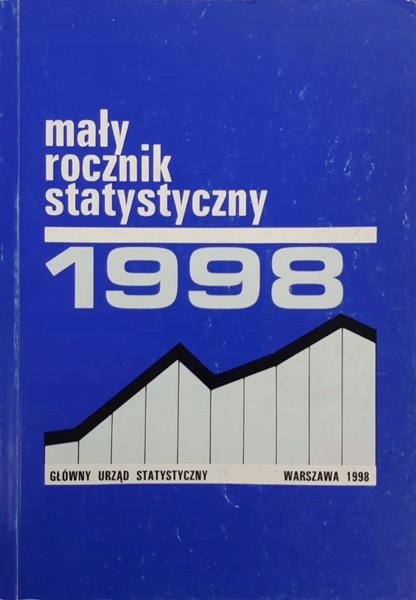 mały
rocznik
statystyczny
1998
GŁÓWNY URZĄD STATYSTYCZNY WARSZAWA 1998